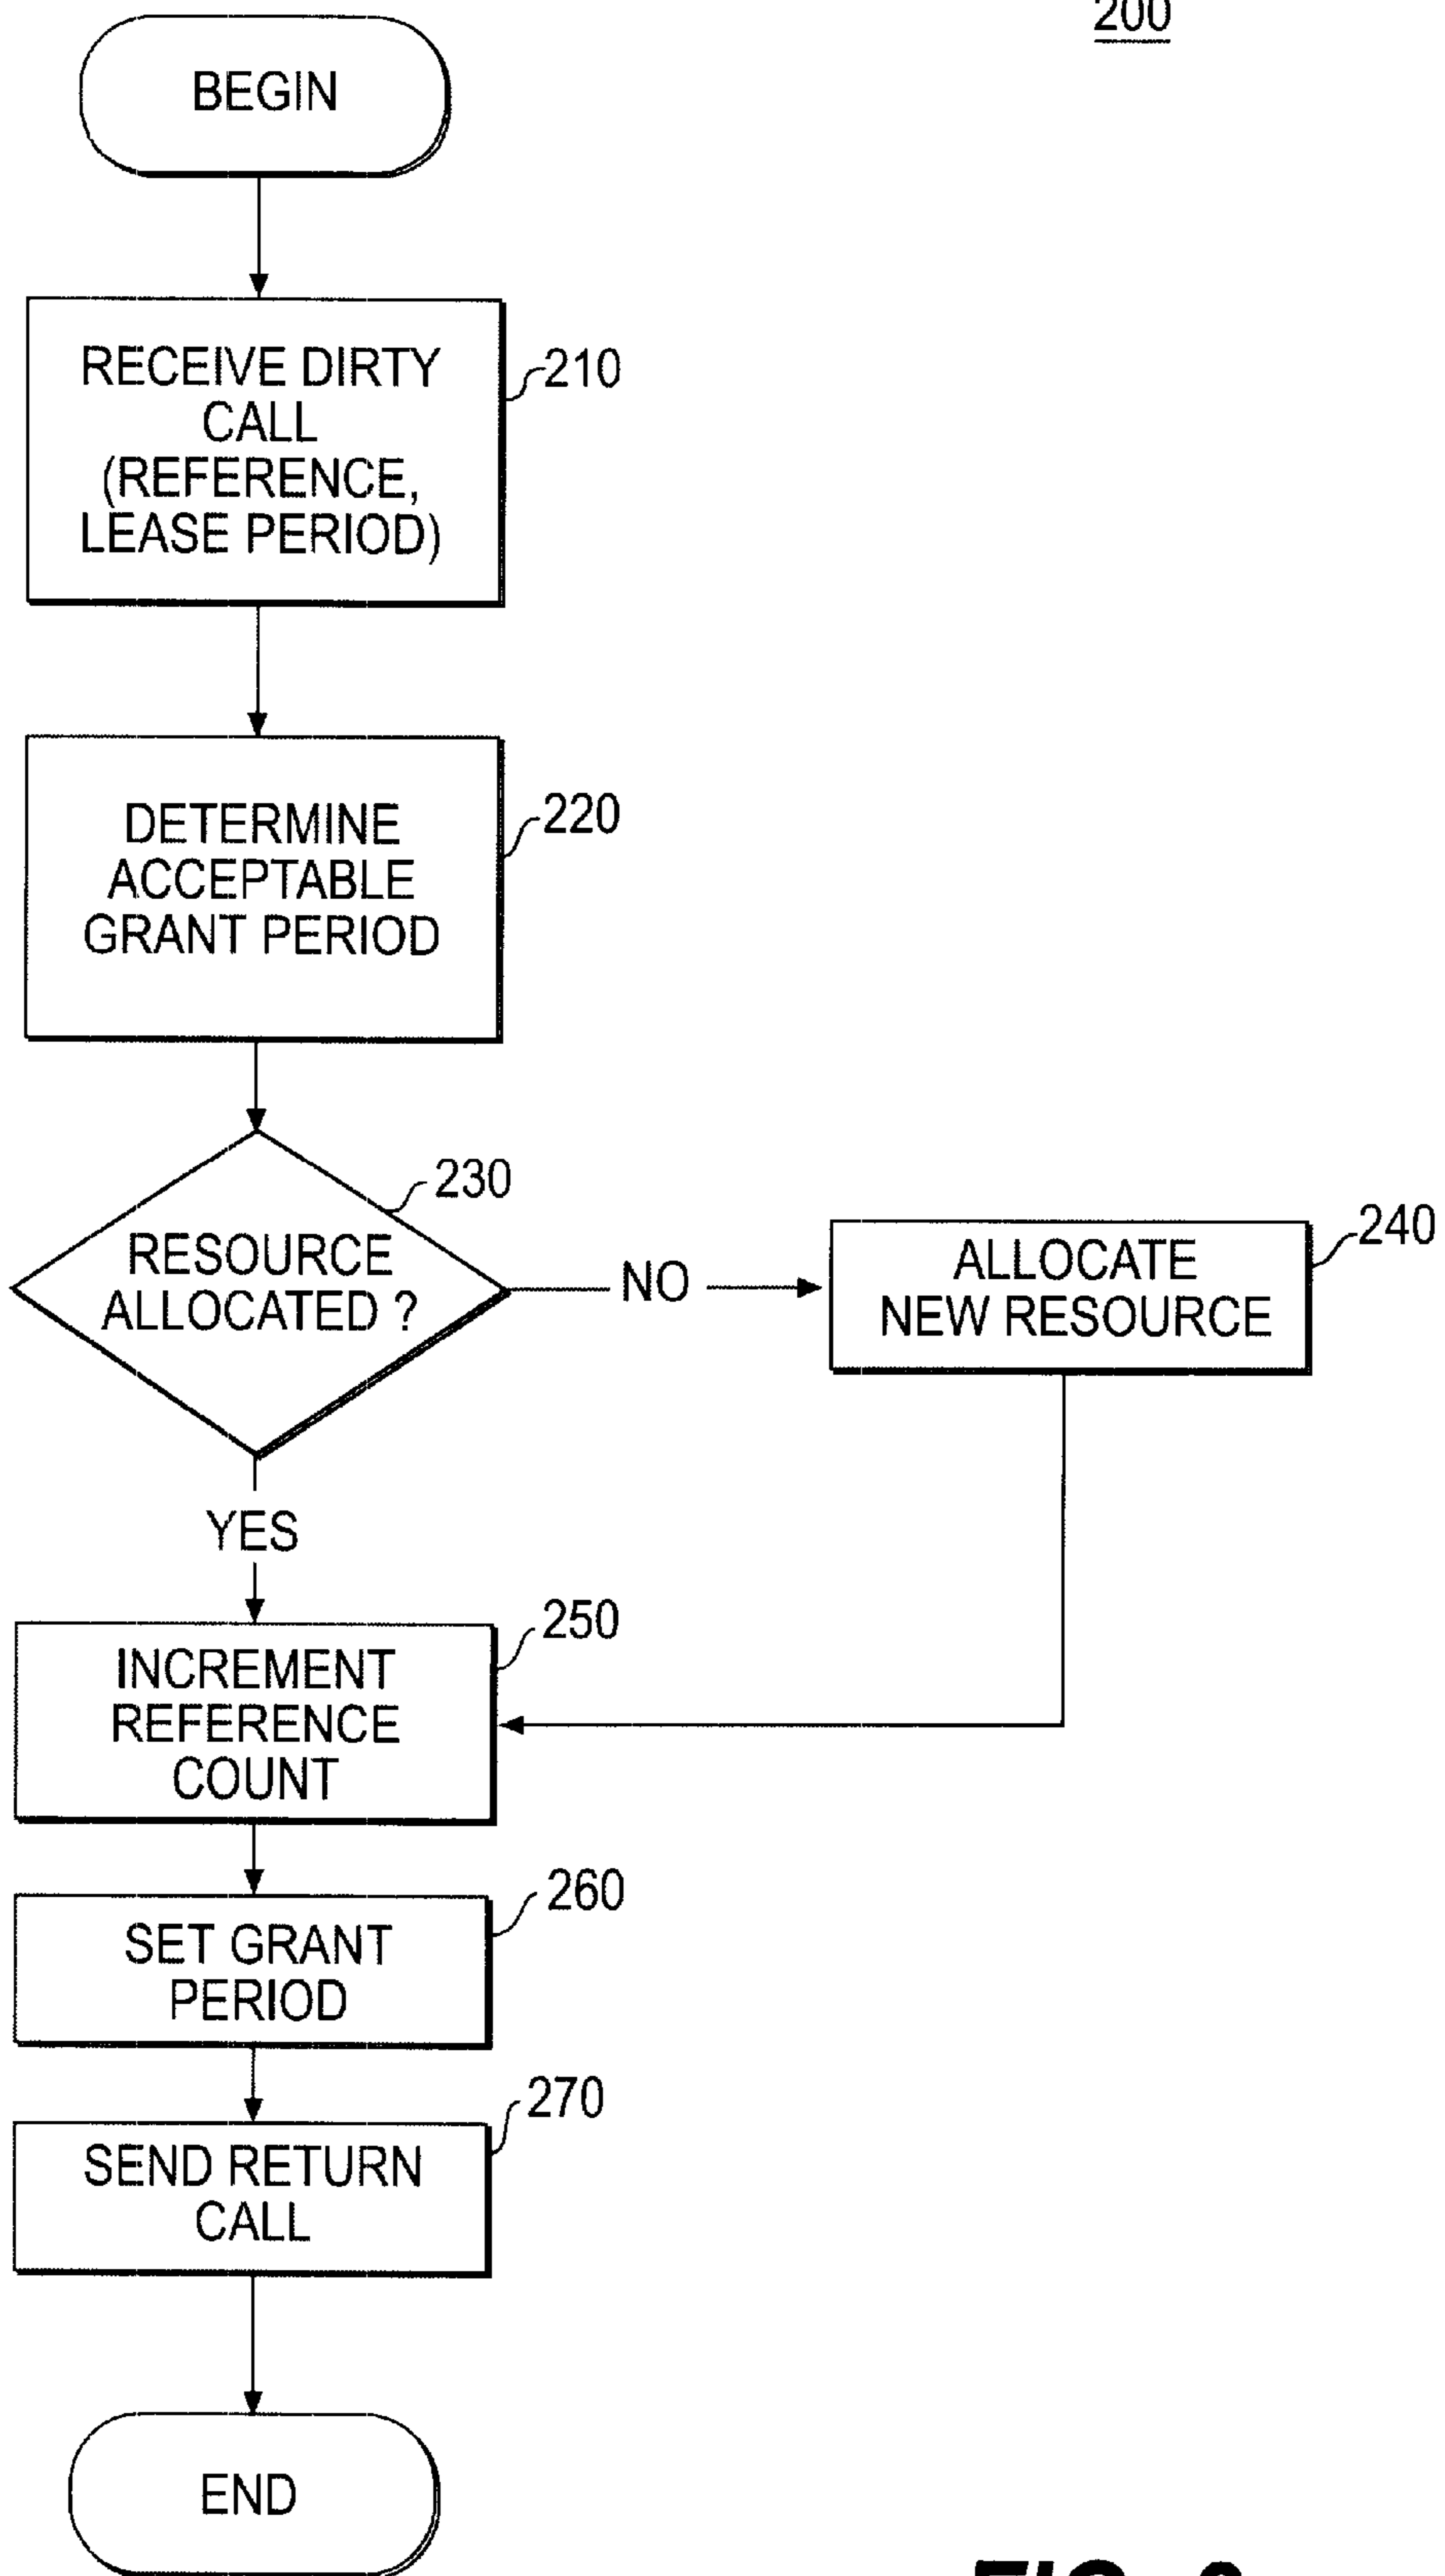 200
BEGIN
RECEIVE DIRTY
CALL
(REFERENCE,
LEASE PERIOD)
210
DETERMINE
ACCEPTABLE
GRANT PERIOD
220
RESOURCE
ALLOCATED ?
230
NO
ALLOCATE
NEW RESOURCE
240
YES
INCREMENT
REFERENCE
COUNT
250
SET GRANT
PERIOD
260
SEND RETURN
CALL
270
END
FIG.